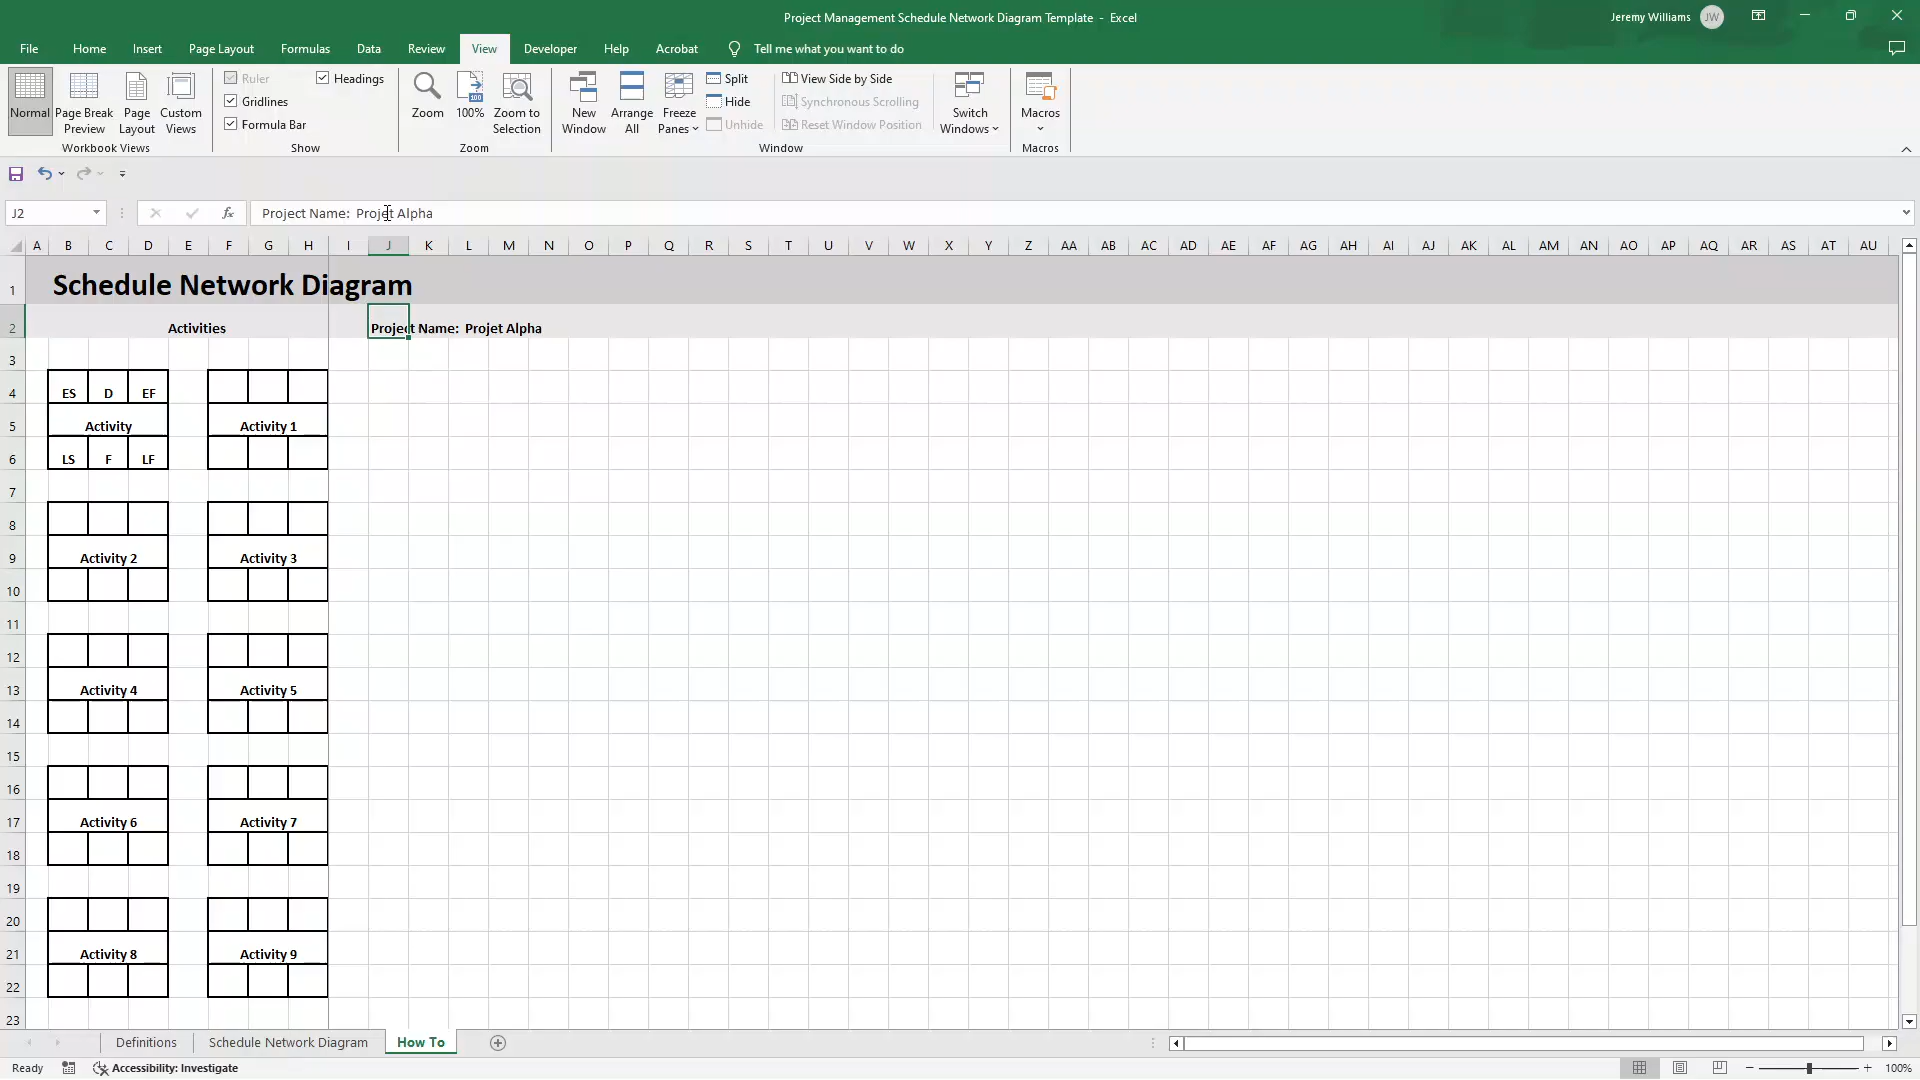 Project Management Schedule Network Diagram Template - Excel
Jeremy Williams JW
File Home Insert Page Layout Formulas Data Review View Developer Help Acrobat Tell me what you want to do
Normal
Page Break Preview
Page Layout
Custom Views
Workbook Views
Ruler
Headings
Gridlines
Formula Bar
Show
Zoom
100%
Zoom to Selection
Zoom
New Window
Arrange All
Freeze Panes
Split
Hide
Unhide
View Side by Side
Synchronous Scrolling
Reset Window Position
Switch Windows
Window
Macros
Macros
J2
fx
Project Name: Projet Alpha
A B C D E F G H I J K L M N O P Q R S T U V W X Y Z AA AB AC AD AE AF AG AH AI AJ AK AL AM AN AO AP AQ AR AS AT AU
1 Schedule Network Diagram
2 Activities Project Name: Projet Alpha
3
4 ES D EF
5 Activity Activity 1
6 LS F LF
7
8
9 Activity 2 Activity 3
10
11
12
13 Activity 4 Activity 5
14
15
16
17 Activity 6 Activity 7
18
19
20
21 Activity 8 Activity 9
22
23
Definitions Schedule Network Diagram How To
Ready Accessibility: Investigate 100%